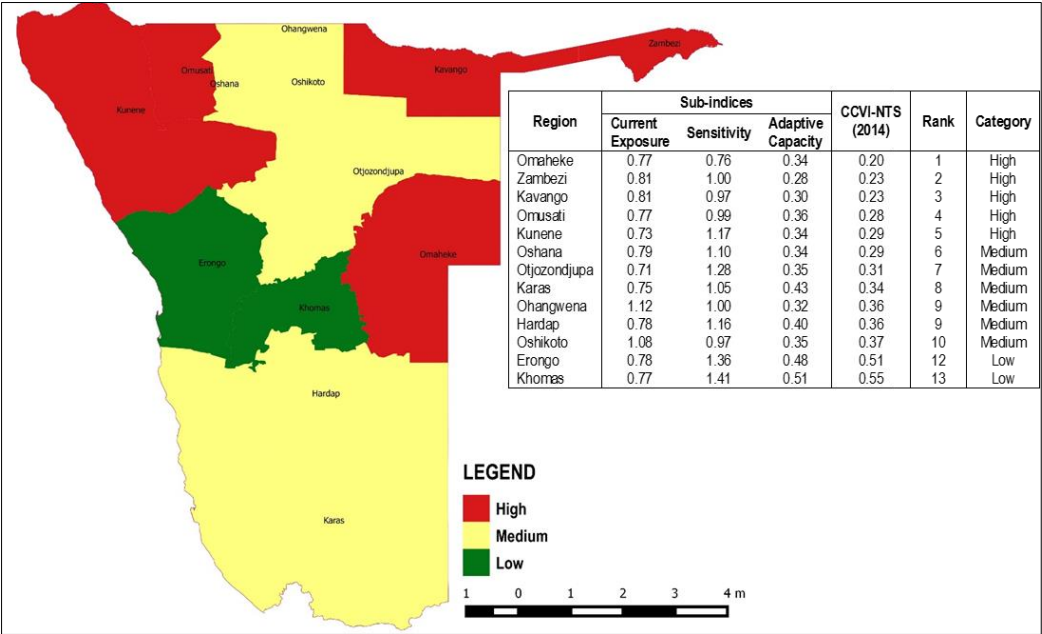 Ohangwena
Zambezi
Kavango
Omusati
Oshana
Oshikoto
Kunene
Otjozondjupa
Omaheke
Erongo
Khomas
Hardap
Karas
Region Sub-indices CCVI-NTS (2014) Rank Category
Current Exposure Sensitivity Adaptive Capacity
Omaheke 0.77 0.76 0.34 0.20 1 High
Zambezi 0.81 1.00 0.28 0.23 2 High
Kavango 0.81 0.97 0.30 0.23 3 High
Omusati 0.77 0.99 0.36 0.28 4 High
Kunene 0.73 1.17 0.34 0.29 5 High
Oshana 0.79 1.10 0.34 0.29 6 Medium
Otjozondjupa 0.71 1.28 0.35 0.31 7 Medium
Karas 0.75 1.05 0.43 0.34 8 Medium
Ohangwena 1.12 1.00 0.32 0.36 9 Medium
Hardap 0.78 1.16 0.40 0.36 9 Medium
Oshikoto 1.08 0.97 0.35 0.37 10 Medium
Erongo 0.78 1.36 0.48 0.51 12 Low
Khomas 0.77 1.41 0.51 0.55 13 Low
LEGEND
High
Medium
Low
1 0 1 2 3 4 m